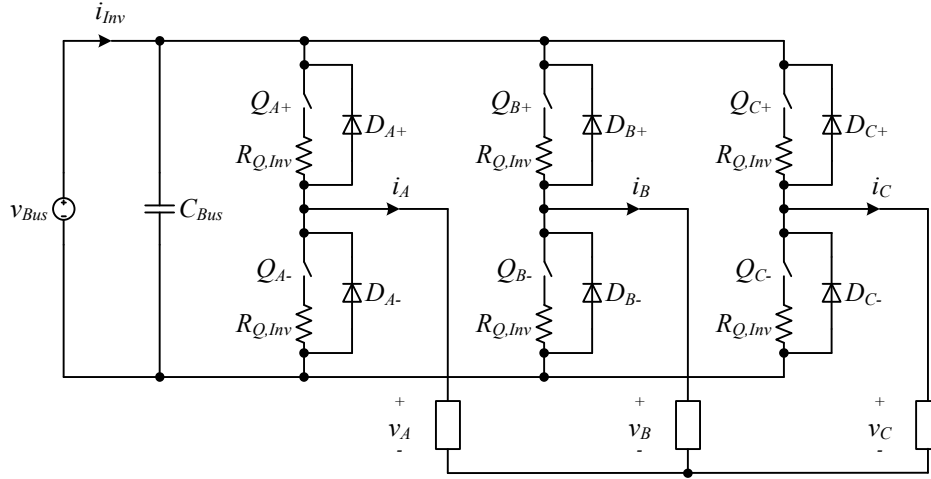 i_Inv
Q_A+ D_A+ Q_B+ D_B+ Q_C+ D_C+
R_Q,Inv R_Q,Inv R_Q,Inv
i_A i_B i_C
v_Bus + - C_Bus
Q_A- D_A- Q_B- D_B- Q_C- D_C-
R_Q,Inv R_Q,Inv R_Q,Inv
+ + +
v_A v_B v_C
- - -